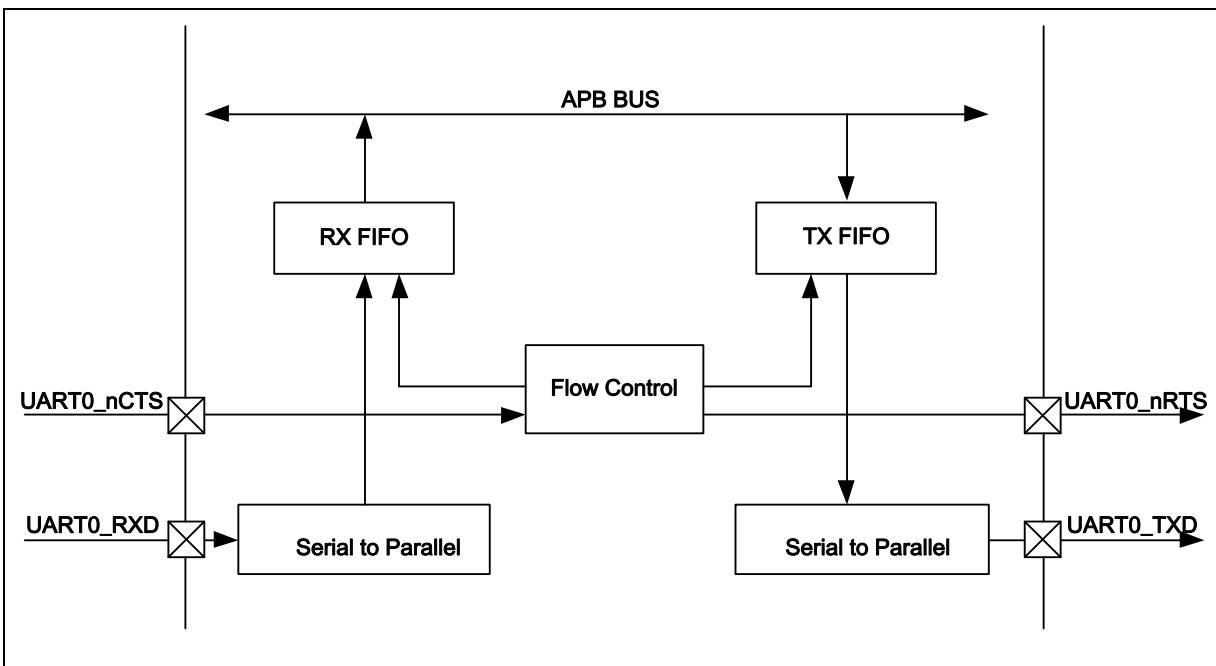 APB BUS
RX FIFO
TX FIFO
Flow Control
UART0_nCTS
UART0_nRTS
UART0_RXD
Serial to Parallel
Serial to Parallel
UART0_TXD